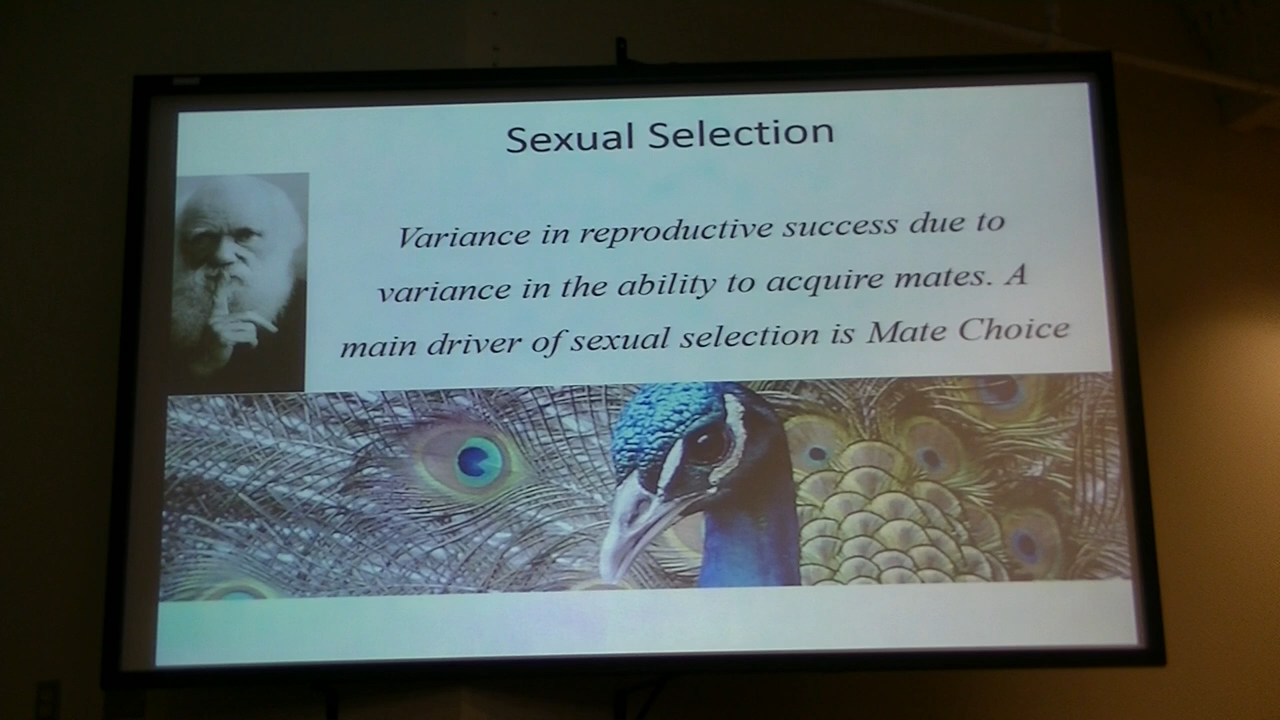 Sexual Selection
Variance in reproductive success due to
variance in the ability to acquire mates. A
main driver of sexual selection is Mate Choice